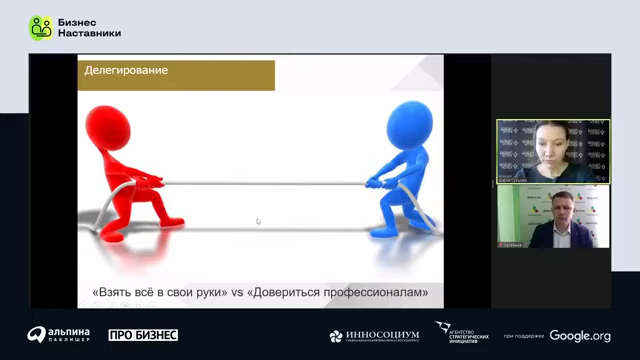 Бизнес
Наставники
Делегирование
«Взять всё в свои руки» vs «Довериться профессионалам»
альпина
ПАБЛИШЕР
ПРО БИЗНЕС
ИННОСОЦИУМ
АГЕНТСТВО
СТРАТЕГИЧЕСКИХ
ИНИЦИАТИВ
при поддержке
Google.org